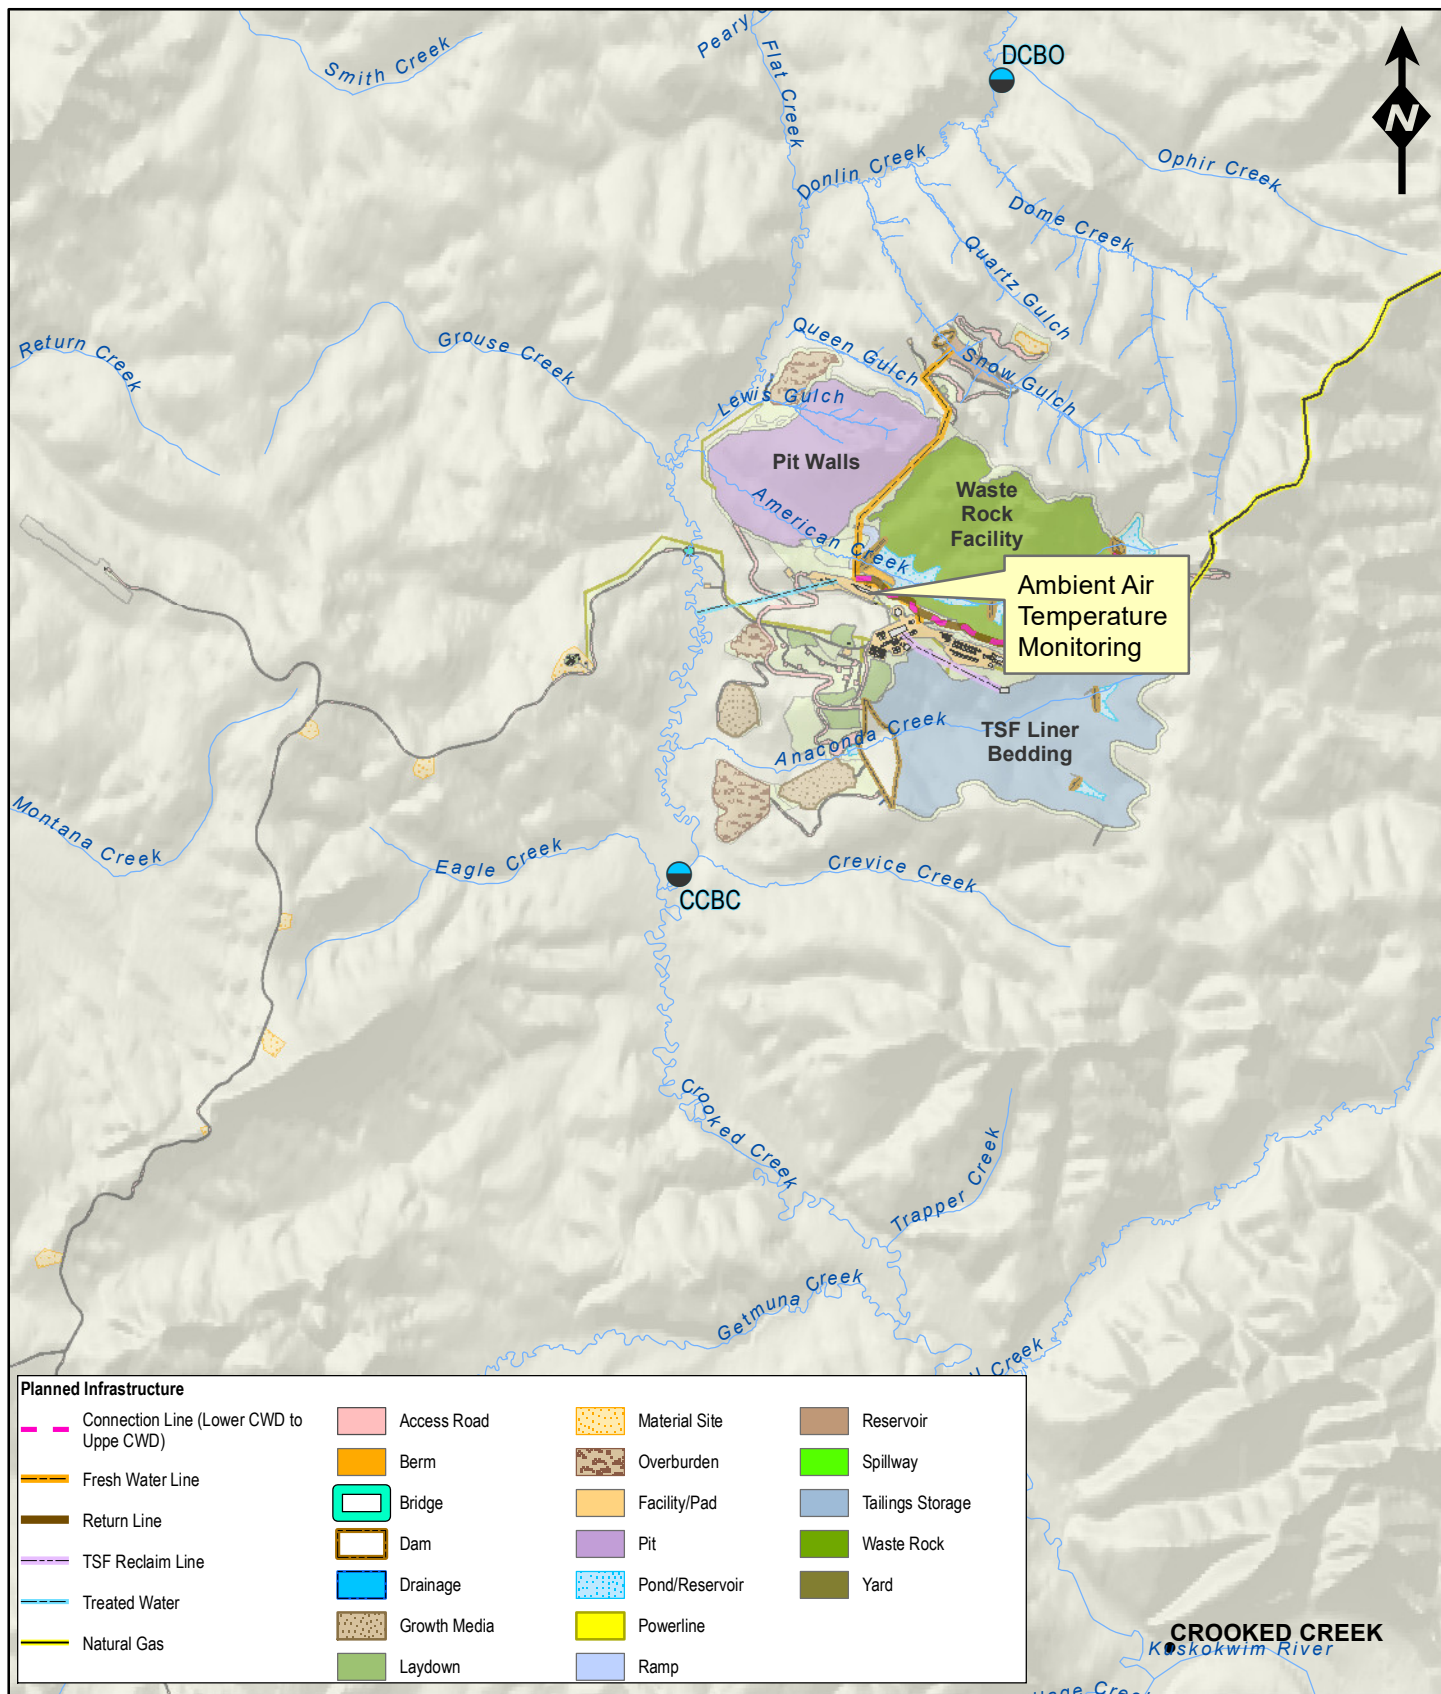 Peary
DCBO
Smith Creek
Flat Creek
N
Donlin Creek
Ophir Creek
Dome Creek
Quartz Gulch
Return Creek
Grouse Creek
Queen Gulch
Snow Gulch
Lewis Gulch
Pit Walls
Waste
Rock
Facility
American Creek
Ambient Air
Temperature
Monitoring
TSF Liner
Bedding
Anaconda Creek
Montana Creek
Eagle Creek
Crevice Creek
CCBC
Crooked Creek
Trapper Creek
Getmuna Creek
Creek
Planned Infrastructure
Connection Line (Lower CWD to
Uppe CWD)
Fresh Water Line
Return Line
TSF Reclaim Line
Treated Water
Natural Gas
Access Road
Berm
Bridge
Dam
Drainage
Growth Media
Laydown
Material Site
Overburden
Facility/Pad
Pit
Pond/Reservoir
Powerline
Ramp
Reservoir
Spillway
Tailings Storage
Waste Rock
Yard
CROOKED CREEK
Kuskokwim River